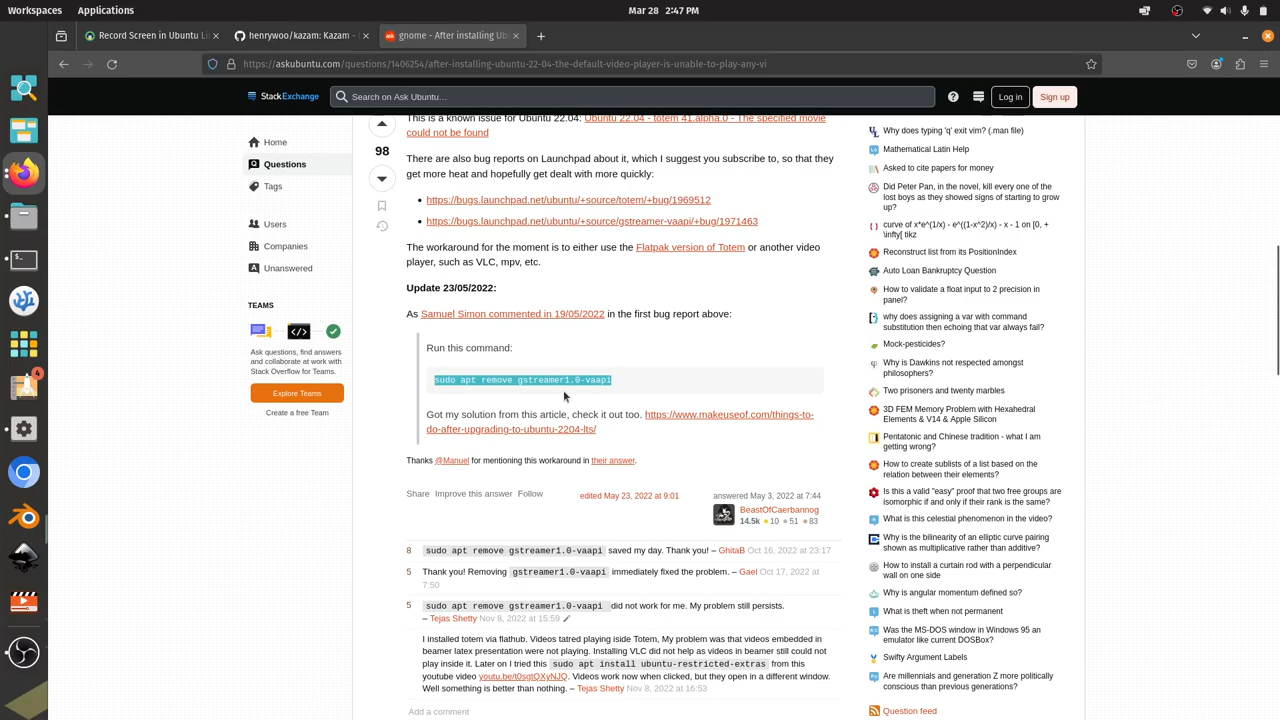 Workspaces
Applications
Mar 28 2:47 PM
Record Screen in Ubuntu Li
henrywoo/kazam: Kazam -
gnome - After installing Ub
https://askubuntu.com/questions/1406254/after-installing-ubuntu-22-04-the-default-video-player-is-unable-to-play-any-vi
StackExchange
Search on Ask Ubuntu…
Log in
Sign up
Home
Questions
Tags
Users
Companies
Unanswered
TEAMS
Ask questions, find answers
and collaborate at work with
Stack Overflow for Teams.
Explore Teams
Create a free Team
98
This is a known issue for Ubuntu 22.04: Ubuntu 22.04 - totem 41.alpha.0 - The specified movie
could not be found
There are also bug reports on Launchpad about it, which I suggest you subscribe to, so that they
get more heat and hopefully get dealt with more quickly:
• https://bugs.launchpad.net/ubuntu/+source/totem/+bug/1969512
• https://bugs.launchpad.net/ubuntu/+source/gstreamer-vaapi/+bug/1971463
The workaround for the moment is to either use the Flatpak version of Totem or another video
player, such as VLC, mpv, etc.
Update 23/05/2022:
As Samuel Simon commented in 19/05/2022 in the first bug report above:
Run this command:
sudo apt remove gstreamer1.0-vaapi
Got my solution from this article, check it out too. https://www.makeuseof.com/things-to-
do-after-upgrading-to-ubuntu-2204-lts/
Thanks @Manuel for mentioning this workaround in their answer.
Share Improve this answer Follow
edited May 23, 2022 at 9:01
answered May 3, 2022 at 7:44
BeastOfCaerbannog
14.5k 10 51 83
8 sudo apt remove gstreamer1.0-vaapi saved my day. Thank you! – GhitaB Oct 16, 2022 at 23:17
5 Thank you! Removing gstreamer1.0-vaapi immediately fixed the problem. – Gael Oct 17, 2022 at
7:50
5 sudo apt remove gstreamer1.0-vaapi did not work for me. My problem still persists.
– Tejas Shetty Nov 8, 2022 at 15:59
I installed totem via flathub. Videos tatred playing iside Totem, My problem was that videos embedded in
beamer latex presentation were not playing. Installing VLC did not help as videos in beamer still could not
play inside it. Later on I tried this sudo apt install ubuntu-restricted-extras from this
youtube video youtu.be/t0sgtQXyNJQ. Videos work now when clicked, but they open in a different window.
Well something is better than nothing. – Tejas Shetty Nov 8, 2022 at 16:53
Add a comment
Why does typing 'q' exit vim? (.man file)
Mathematical Latin Help
Asked to cite papers for money
Did Peter Pan, in the novel, kill every one of the
lost boys as they showed signs of starting to grow
up?
curve of x*e^(1/x) - e^((1-x^2)/x) - x - 1 on [0, +
\infty[ tikz
Reconstruct list from its PositionIndex
Auto Loan Bankruptcy Question
How to validate a float input to 2 precision in
panel?
why does assigning a var with command
substitution then echoing that var always fail?
Mock-pesticides?
Why is Dawkins not respected amongst
philosophers?
Two prisoners and twenty marbles
3D FEM Memory Problem with Hexahedral
Elements & V14 & Apple Silicon
Pentatonic and Chinese tradition - what I am
getting wrong?
How to create sublists of a list based on the
relation between their elements?
Is this a valid "easy" proof that two free groups are
isomorphic if and only if their rank is the same?
What is this celestial phenomenon in the video?
Why is the bilinearity of an elliptic curve pairing
shown as multiplicative rather than additive?
How to install a curtain rod with a perpendicular
wall on one side
Why is angular momentum defined so?
What is theft when not permanent
Was the MS-DOS window in Windows 95 an
emulator like current DOSBox?
Swifty Argument Labels
Are millennials and generation Z more politically
conscious than previous generations?
Question feed